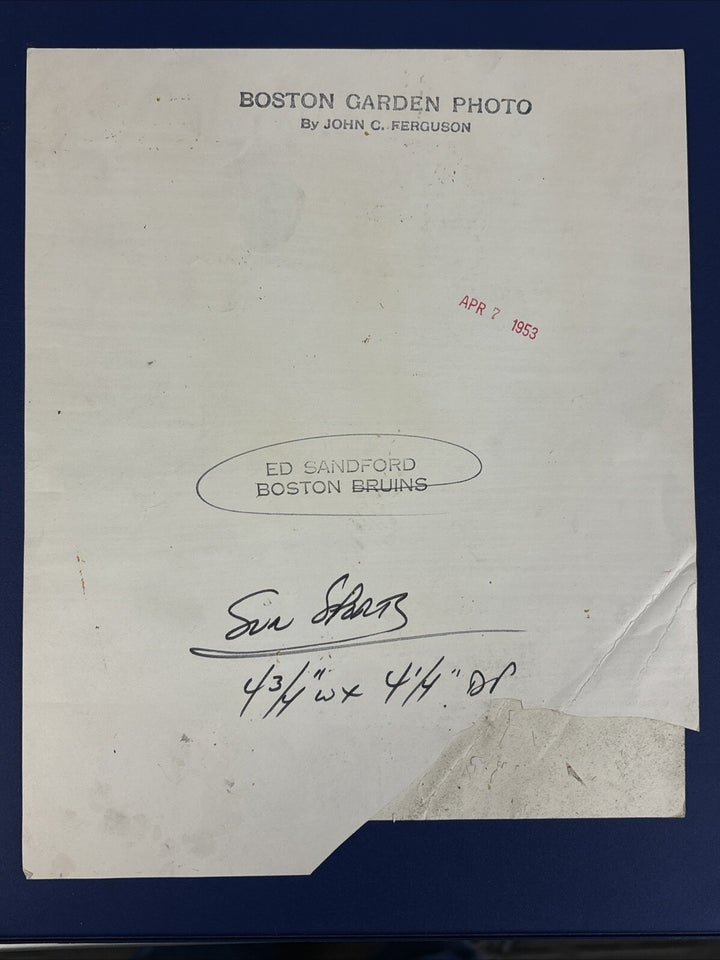 BOSTON GARDEN PHOTO
By JOHN C. FERGUSON
APR 7 1953
ED SANDFORD
BOSTON BRUINS
Sun Sports
4 3/4" w x 4 1/4" DP